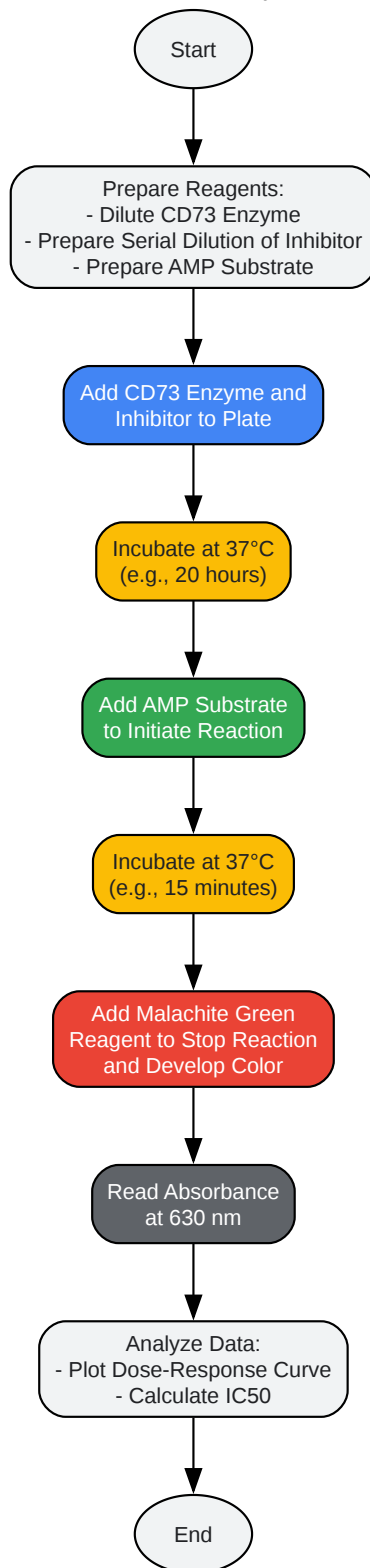 Start
Prepare Reagents:
- Dilute CD73 Enzyme
- Prepare Serial Dilution of Inhibitor
- Prepare AMP Substrate
Add CD73 Enzyme and
Inhibitor to Plate
Incubate at 37°C
(e.g., 20 hours)
Add AMP Substrate
to Initiate Reaction
Incubate at 37°C
(e.g., 15 minutes)
Add Malachite Green
Reagent to Stop Reaction
and Develop Color
Read Absorbance
at 630 nm
Analyze Data:
- Plot Dose-Response Curve
- Calculate IC50
End